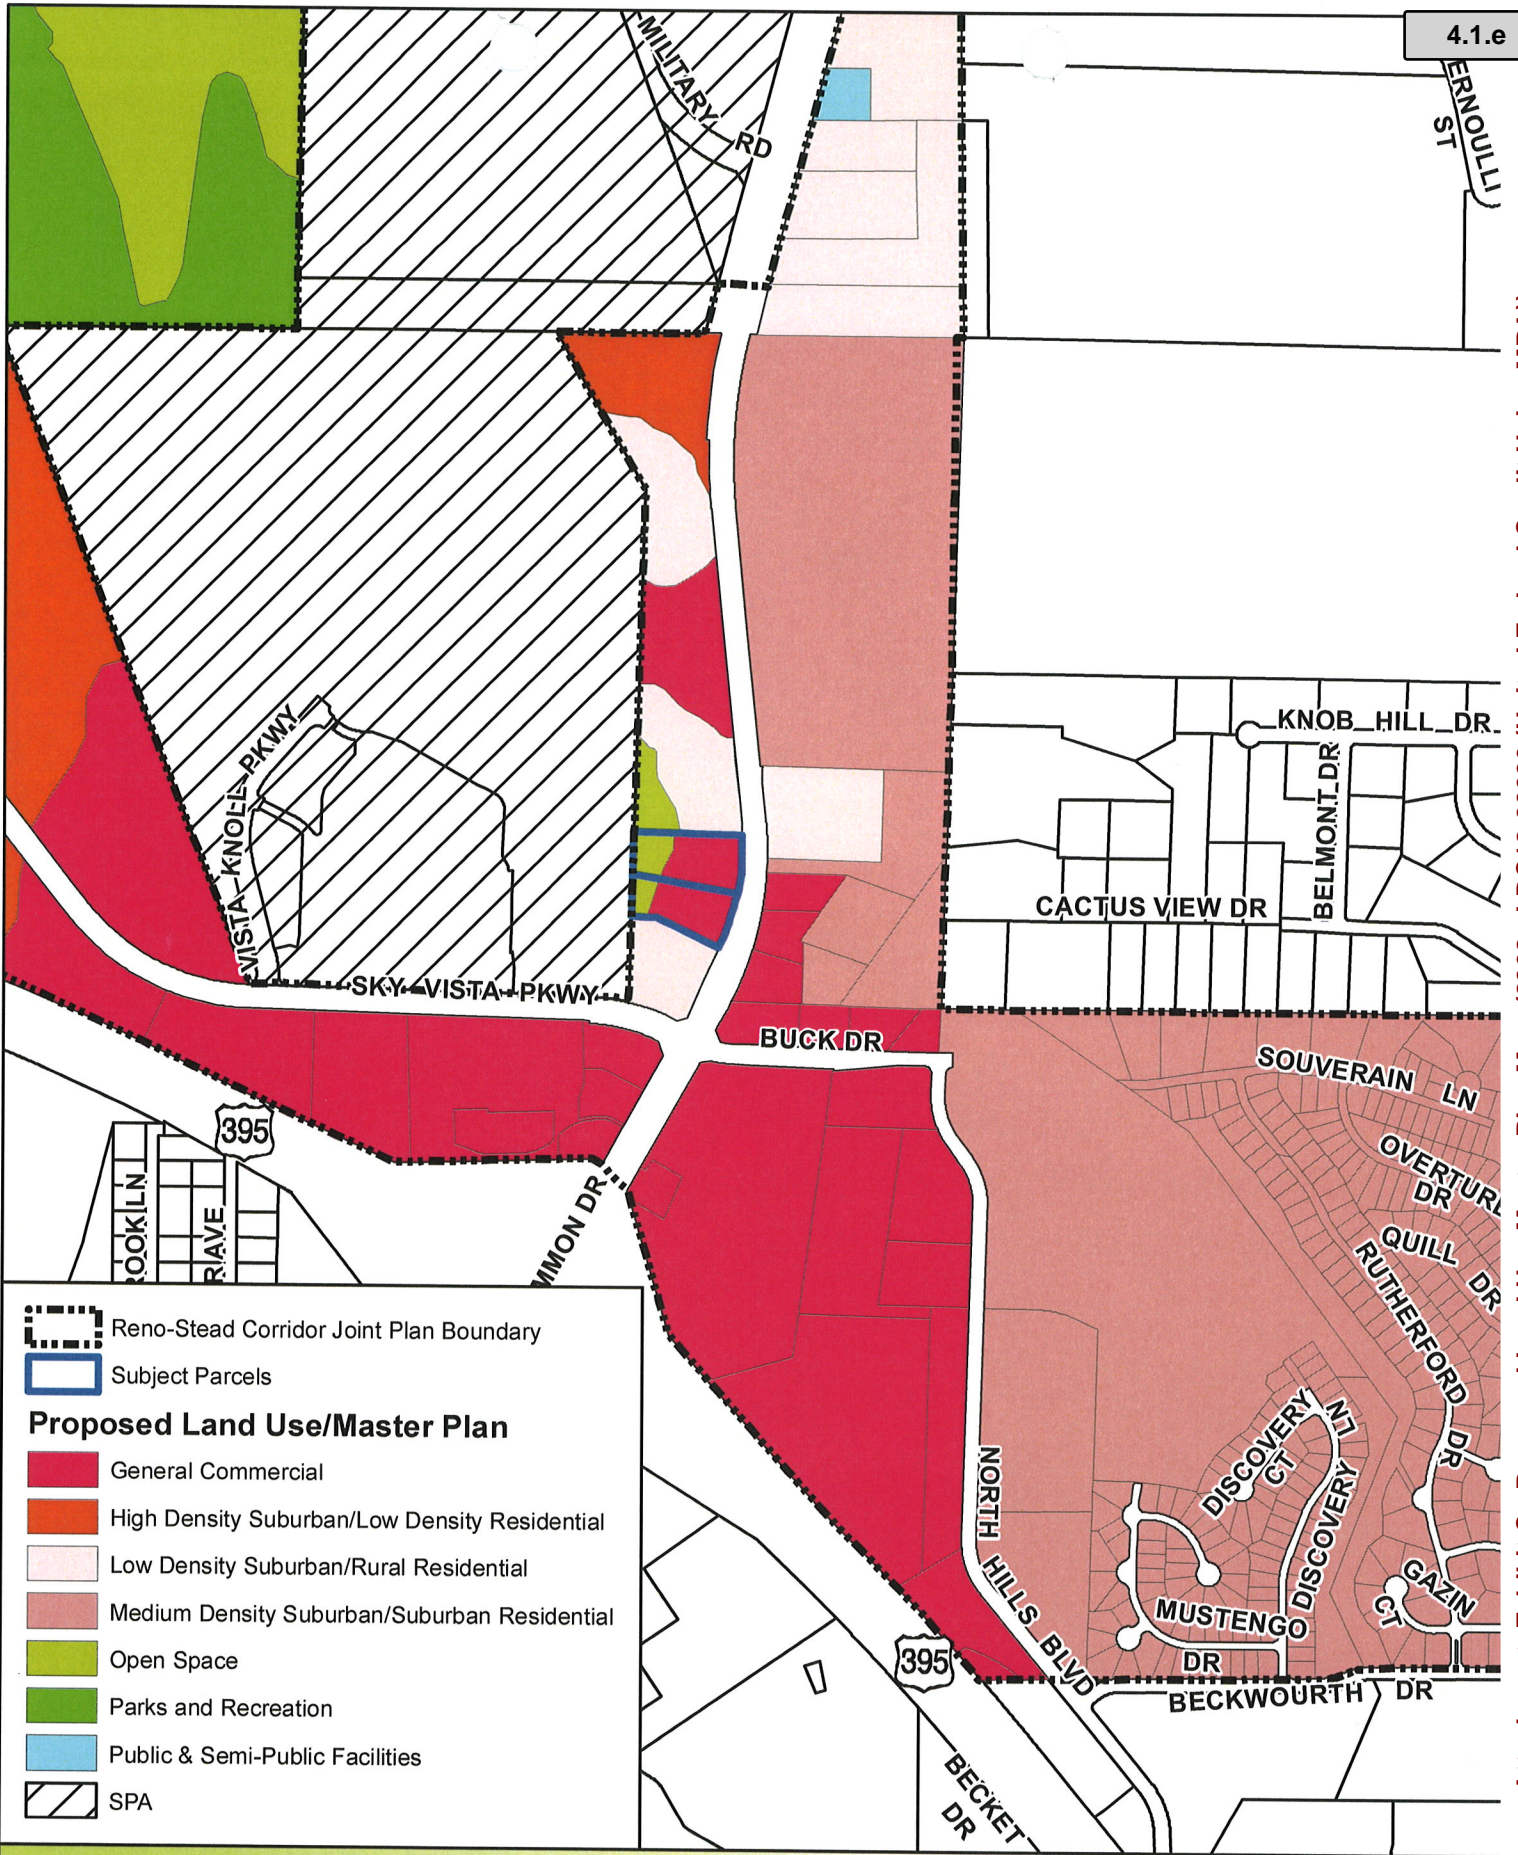 4.1.e
MILITARY RD
ERNOULLI
ST
KNOB HILL DR
BELMONT DR
CACTUS VIEW DR
VISTA KNOLL PKWY
SKY VISTA PKWY
BUCK DR
SOUVERAIN LN
OVERTURE
DR
QUILL DR
RUTHERFORD DR
395
ROOK LN
R AVE
MMON DR
DISCOVERY
CT
DISCOVERY LN
NORTH HILLS BLVD
GAZIN
CT
MUSTENGO
DR
395
BECKWOURTH DR
BECKET
DR
Reno-Stead Corridor Joint Plan Boundary
Subject Parcels
Proposed Land Use/Master Plan
General Commercial
High Density Suburban/Low Density Residential
Low Density Suburban/Rural Residential
Medium Density Suburban/Suburban Residential
Open Space
Parks and Recreation
Public & Semi-Public Facilities
SPA